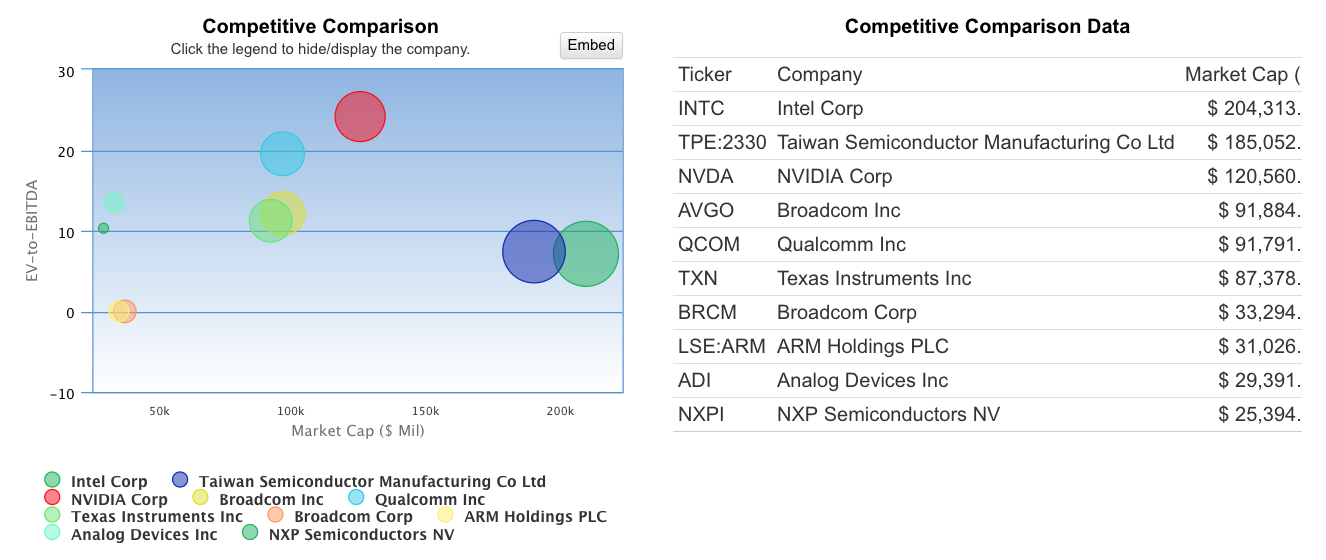 Competitive Comparison
Click the legend to hide/display the company.
Embed
30
20
10
0
−10
EV-to-EBITDA
50k 100k 150k 200k
Market Cap ($ Mil)
Intel Corp Taiwan Semiconductor Manufacturing Co Ltd
NVIDIA Corp Broadcom Inc Qualcomm Inc
Texas Instruments Inc Broadcom Corp ARM Holdings PLC
Analog Devices Inc NXP Semiconductors NV
Competitive Comparison Data
Ticker Company Market Cap (
INTC Intel Corp $ 204,313.
TPE:2330 Taiwan Semiconductor Manufacturing Co Ltd $ 185,052.
NVDA NVIDIA Corp $ 120,560.
AVGO Broadcom Inc $ 91,884.
QCOM Qualcomm Inc $ 91,791.
TXN Texas Instruments Inc $ 87,378.
BRCM Broadcom Corp $ 33,294.
LSE:ARM ARM Holdings PLC $ 31,026.
ADI Analog Devices Inc $ 29,391.
NXPI NXP Semiconductors NV $ 25,394.